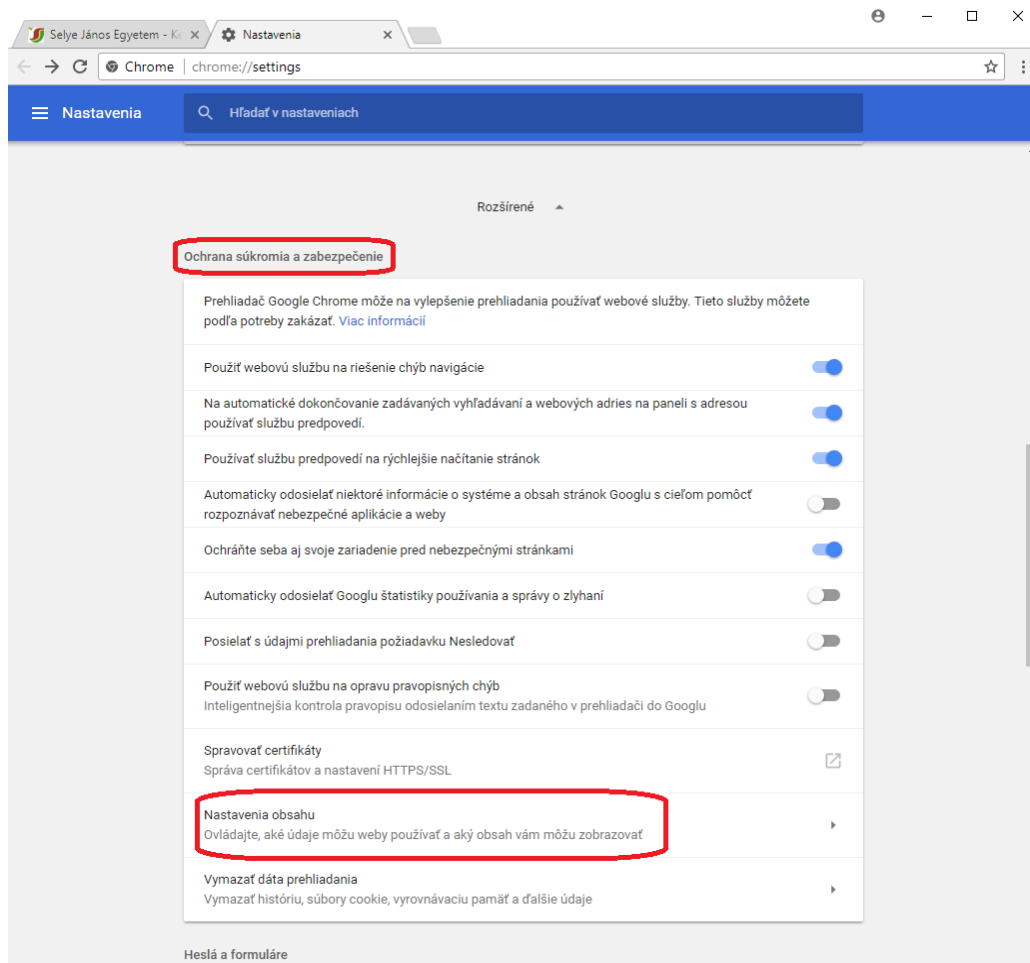 Selye János Egyetem - Ke
Nastavenia
Chrome chrome://settings
Nastavenia
Hľadať v nastaveniach
Rozšírené
Ochrana súkromia a zabezpečenie
Prehliadač Google Chrome môže na vylepšenie prehliadania používať webové služby. Tieto služby môžete
podľa potreby zakázať. Viac informácií
Použiť webovú službu na riešenie chýb navigácie
Na automatické dokončovanie zadávaných vyhľadávaní a webových adries na paneli s adresou
používať službu predpovedí.
Používať službu predpovedí na rýchlejšie načítanie stránok
Automaticky odosielať niektoré informácie o systéme a obsah stránok Googlu s cieľom pomôcť
rozpoznávať nebezpečné aplikácie a weby
Ochráňte seba aj svoje zariadenie pred nebezpečnými stránkami
Automaticky odosielať Googlu štatistiky používania a správy o zlyhaní
Posielať s údajmi prehliadania požiadavku Nesledovať
Použiť webovú službu na opravu pravopisných chýb
Inteligentnejšia kontrola pravopisu odosielaním textu zadaného v prehliadači do Googlu
Spravovať certifikáty
Správa certifikátov a nastavení HTTPS/SSL
Nastavenia obsahu
Ovládajte, aké údaje môžu weby používať a aký obsah vám môžu zobrazovať
Vymazať dáta prehliadania
Vymazať históriu, súbory cookie, vyrovnávaciu pamäť a ďalšie údaje
Heslá a formuláre